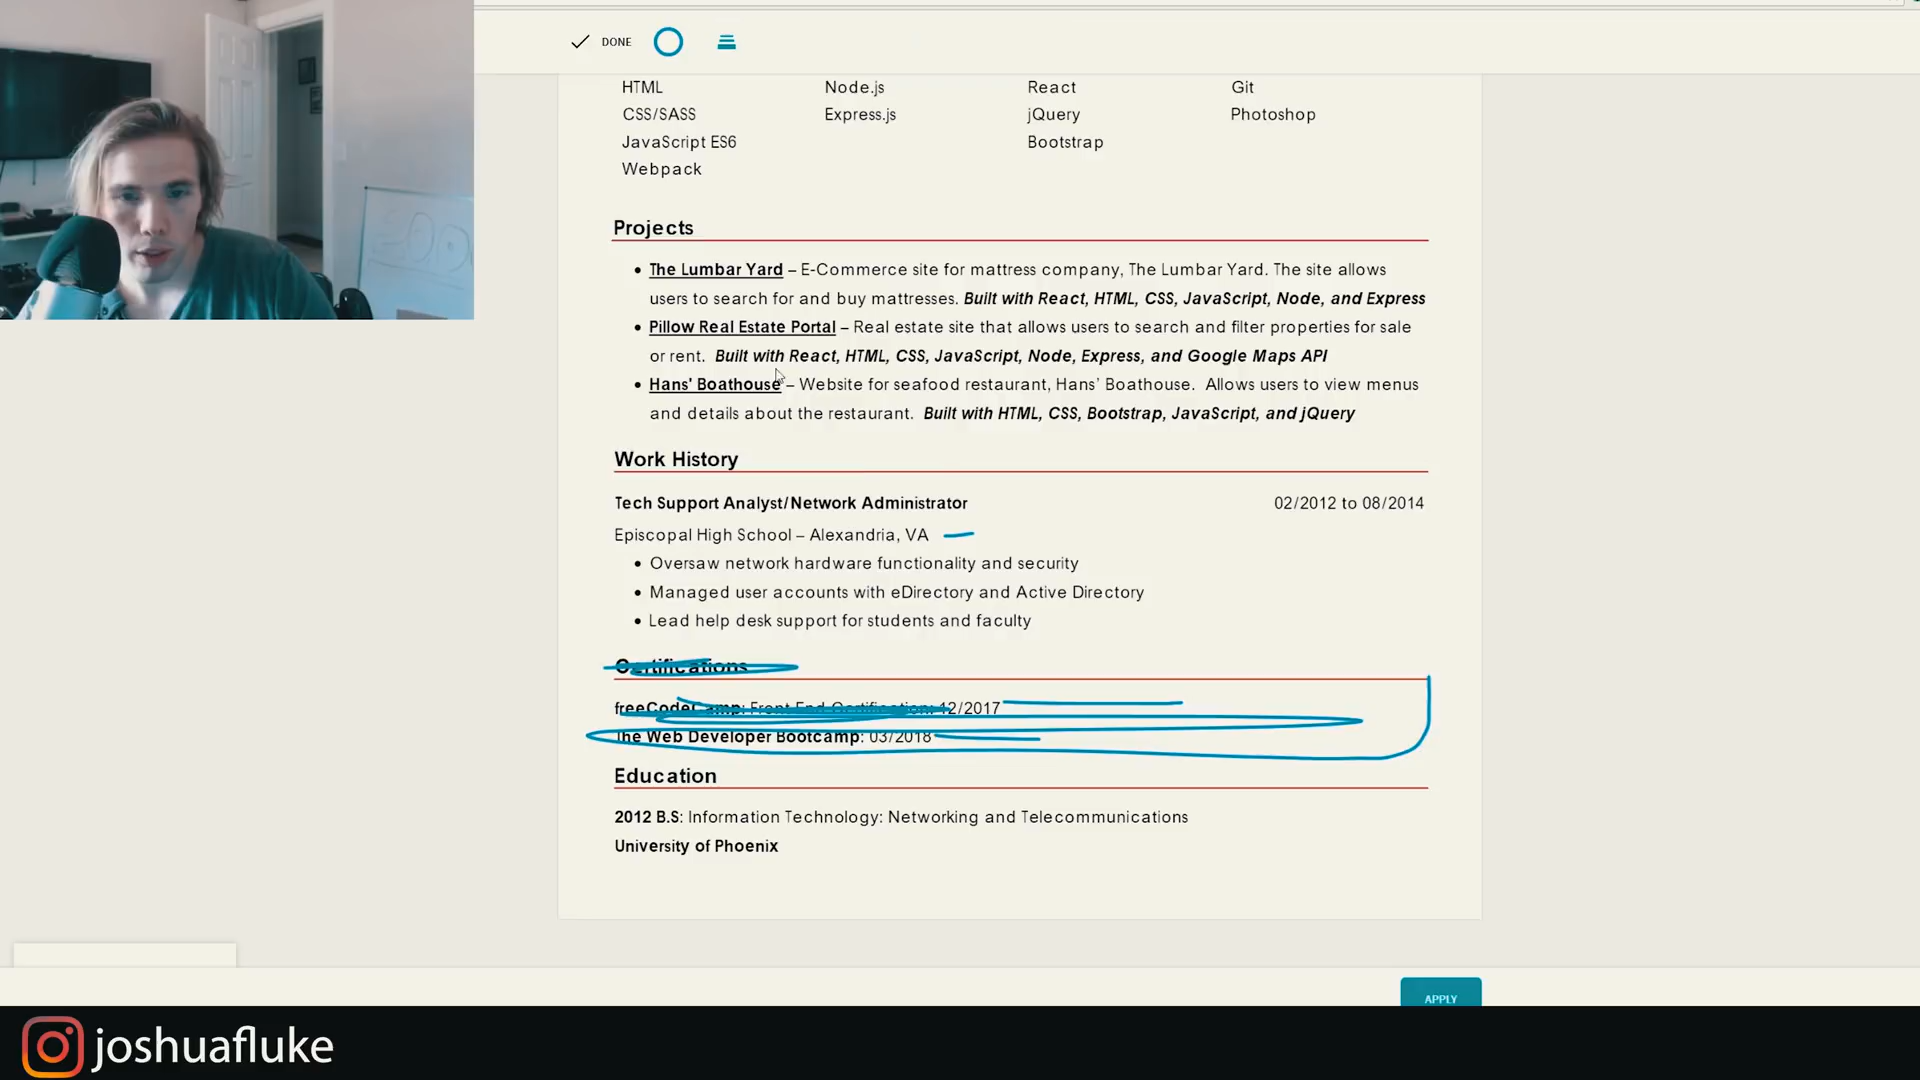 DONE
HTML Node.js React Git
CSS/SASS Express.js jQuery Photoshop
JavaScript ES6 Bootstrap
Webpack
Projects
• The Lumbar Yard – E-Commerce site for mattress company, The Lumbar Yard. The site allows
users to search for and buy mattresses. Built with React, HTML, CSS, JavaScript, Node, and Express
• Pillow Real Estate Portal – Real estate site that allows users to search and filter properties for sale
or rent. Built with React, HTML, CSS, JavaScript, Node, Express, and Google Maps API
• Hans' Boathouse – Website for seafood restaurant, Hans’ Boathouse. Allows users to view menus
and details about the restaurant. Built with HTML, CSS, Bootstrap, JavaScript, and jQuery
Work History
Tech Support Analyst/Network Administrator 02/2012 to 08/2014
Episcopal High School – Alexandria, VA
• Oversaw network hardware functionality and security
• Managed user accounts with eDirectory and Active Directory
• Lead help desk support for students and faculty
Certifications
freeCodeCamp: Front End Certification: 12/2017
The Web Developer Bootcamp: 03/2018
Education
2012 B.S: Information Technology: Networking and Telecommunications
University of Phoenix
APPLY
joshuafluke